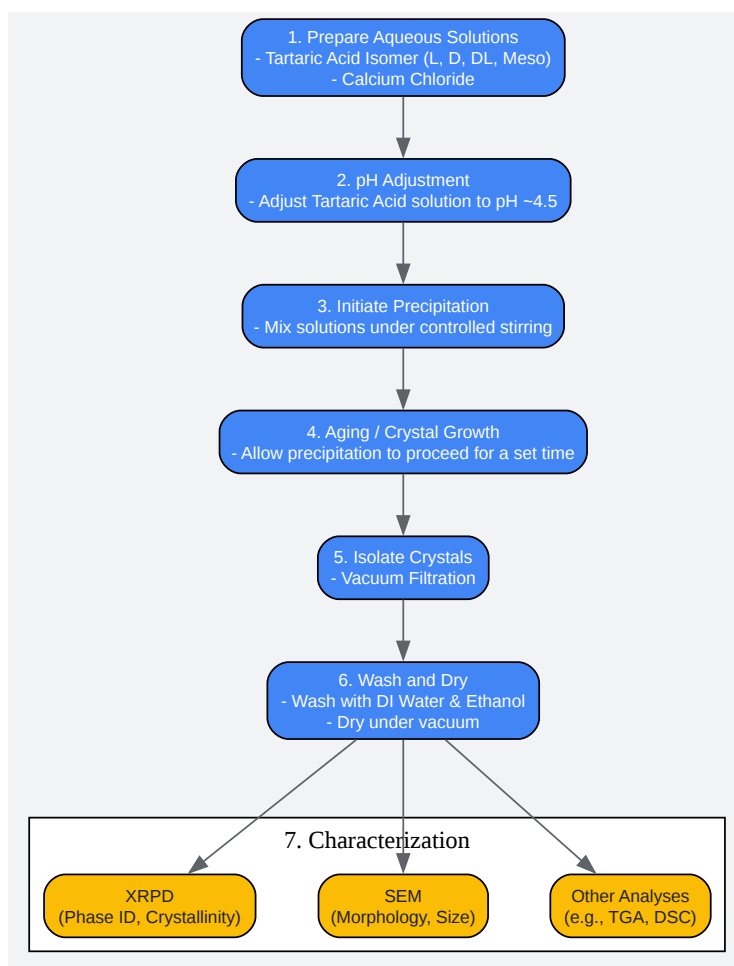 1. Prepare Aqueous Solutions
- Tartaric Acid Isomer (L, D, DL, Meso)
- Calcium Chloride
2. pH Adjustment
- Adjust Tartaric Acid solution to pH ~4.5
3. Initiate Precipitation
- Mix solutions under controlled stirring
4. Aging / Crystal Growth
- Allow precipitation to proceed for a set time
5. Isolate Crystals
- Vacuum Filtration
6. Wash and Dry
- Wash with DI Water & Ethanol
- Dry under vacuum
7. Characterization
XRPD
(Phase ID, Crystallinity)
SEM
(Morphology, Size)
Other Analyses
(e.g., TGA, DSC)